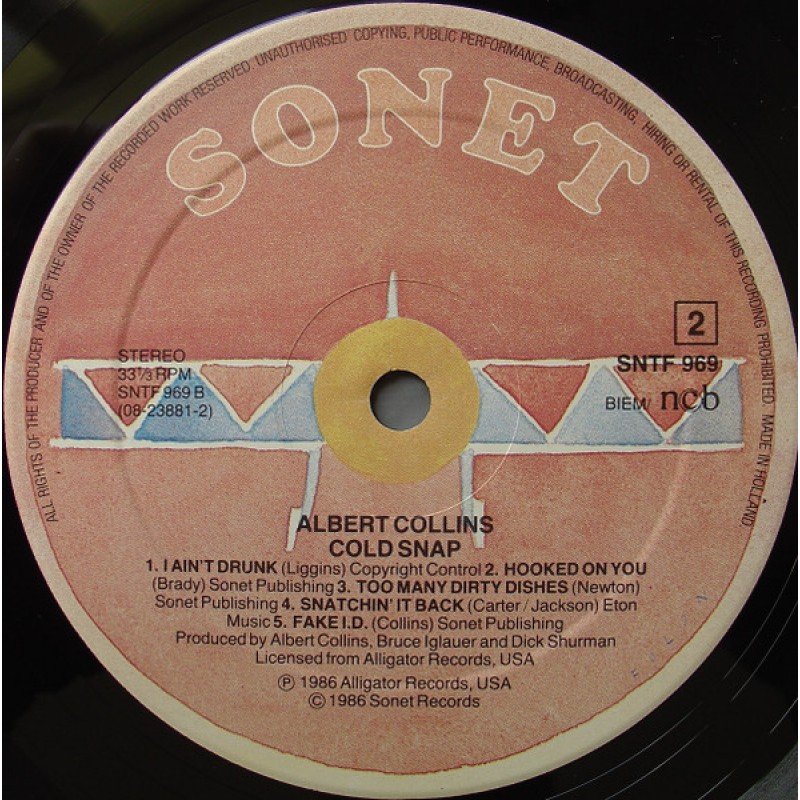 ALL RIGHTS OF THE PRODUCER AND OF THE OWNER OF THE RECORDED WORK RESERVED. UNAUTHORISED COPYING, PUBLIC PERFORMANCE, BROADCASTING, HIRING OR RENTAL OF THIS RECORDING PROHIBITED. MADE IN HOLLAND
SONET
STEREO
33⅓ RPM
SNTF 969 B
(08-23881-2)
2
SNTF 969
BIEM/ ncb
ALBERT COLLINS
COLD SNAP
1. I AIN'T DRUNK (Liggins) Copyright Control 2. HOOKED ON YOU
(Brady) Sonet Publishing 3. TOO MANY DIRTY DISHES (Newton)
Sonet Publishing 4. SNATCHIN' IT BACK (Carter/Jackson) Eton
Music 5. FAKE I.D. (Collins) Sonet Publishing
Produced by Albert Collins, Bruce Iglauer and Dick Shurman
Licensed from Alligator Records, USA
℗ 1986 Alligator Records, USA
© 1986 Sonet Records